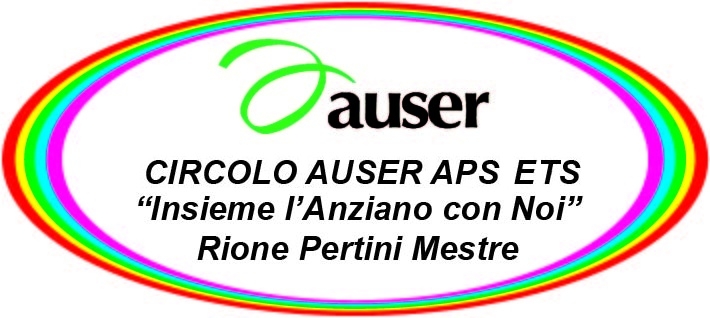 auser
CIRCOLO AUSER APS ETS
“Insieme l’Anziano con Noi”
Rione Pertini Mestre